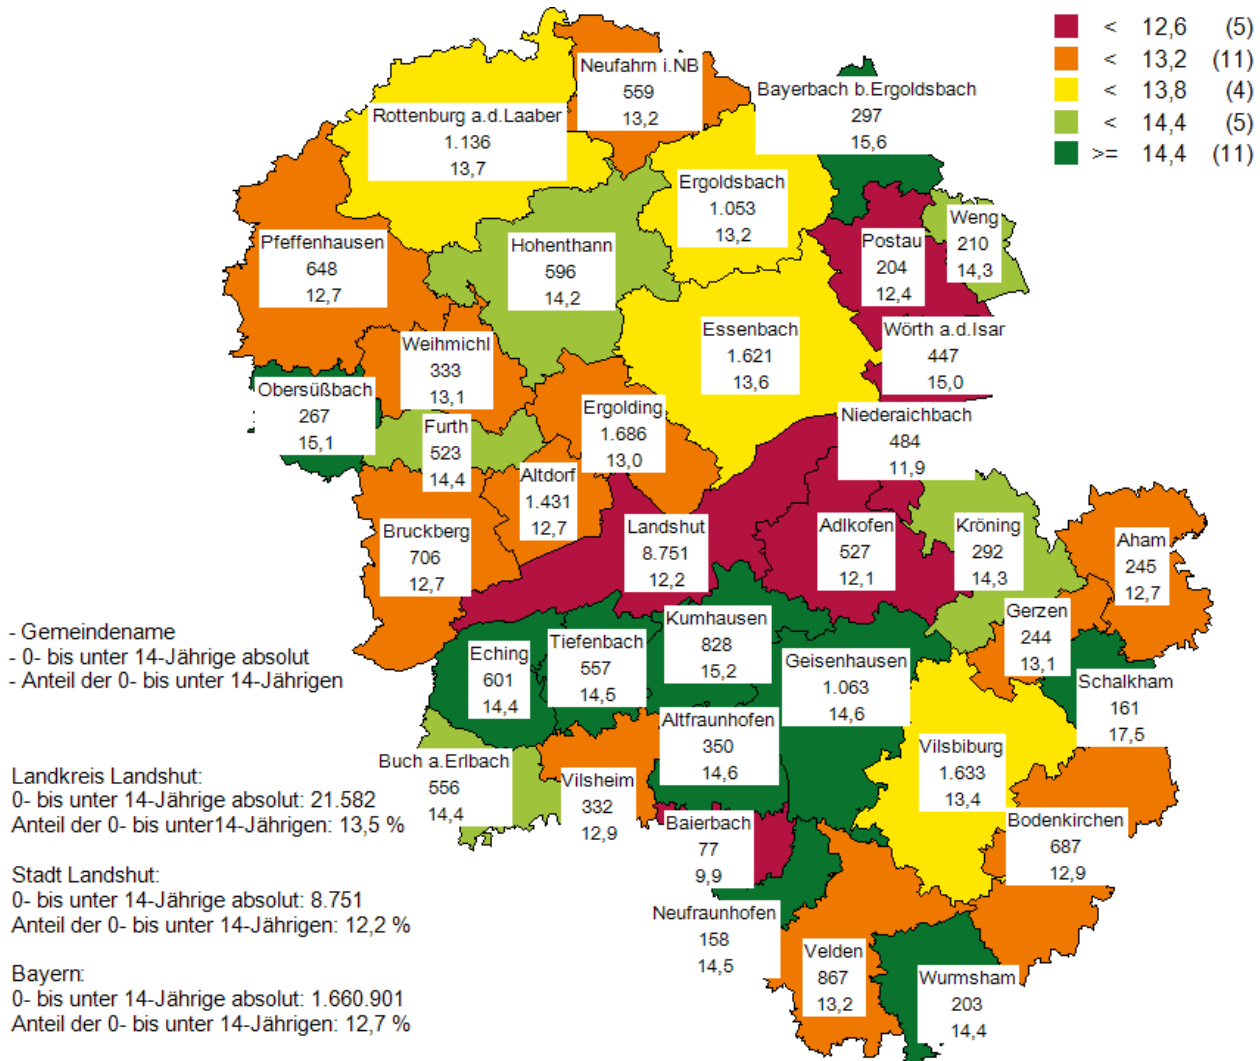 < 12,6 (5)
< 13,2 (11)
< 13,8 (4)
< 14,4 (5)
>= 14,4 (11)
Neufahrn i.NB
559
13,2
Bayerbach b.Ergoldsbach
297
15,6
Rottenburg a.d.Laaber
1.136
13,7
Ergoldsbach
1.053
13,2
Weng
210
14,3
Postau
204
12,4
Pfeffenhausen
648
12,7
Hohenthann
596
14,2
Essenbach
1.621
13,6
Wörth a.d.Isar
447
15,0
Weihmichl
333
13,1
Obersüßbach
267
15,1
Ergolding
1.686
13,0
Niederaichbach
484
11,9
Furth
523
14,4
Altdorf
1.431
12,7
Bruckberg
706
12,7
Landshut
8.751
12,2
Adlkofen
527
12,1
Kröning
292
14,3
Aham
245
12,7
Gerzen
244
13,1
Kumhausen
828
15,2
Tiefenbach
557
14,5
Eching
601
14,4
Geisenhausen
1.063
14,6
Schalkham
161
17,5
Altfraunhofen
350
14,6
Vilsbiburg
1.633
13,4
Buch a.Erlbach
556
14,4
Vilsheim
332
12,9
Baierbach
77
9,9
Bodenkirchen
687
12,9
Neufraunhofen
158
14,5
Velden
867
13,2
Wurmsham
203
14,4
- Gemeindename
- 0- bis unter 14-Jährige absolut
- Anteil der 0- bis unter 14-Jährigen
Landkreis Landshut:
0- bis unter 14-Jährige absolut: 21.582
Anteil der 0- bis unter14-Jährigen: 13,5 %
Stadt Landshut:
0- bis unter 14-Jährige absolut: 8.751
Anteil der 0- bis unter 14-Jährigen: 12,2 %
Bayern:
0- bis unter 14-Jährige absolut: 1.660.901
Anteil der 0- bis unter 14-Jährigen: 12,7 %